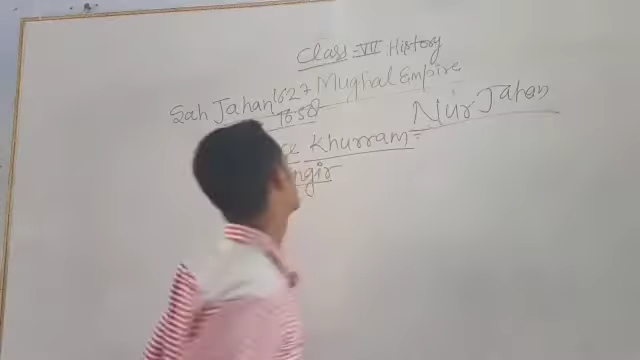 Class = VII History
Sah Jahan 1627 Mughal Empire
1658
Khurram = Nur Jahan
ngir